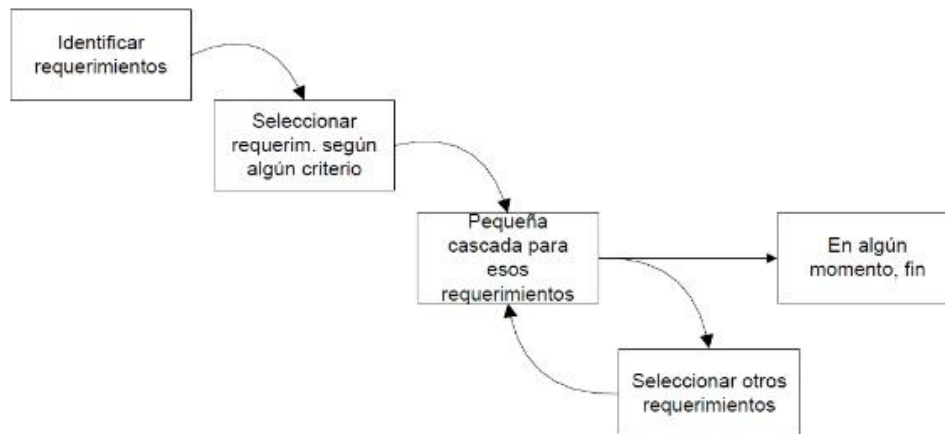 Identificar
requerimientos
Seleccionar
requerim. según
algún criterio
Pequeña
cascada para
esos
requerimientos
En algún
momento, fin
Seleccionar otros
requerimientos